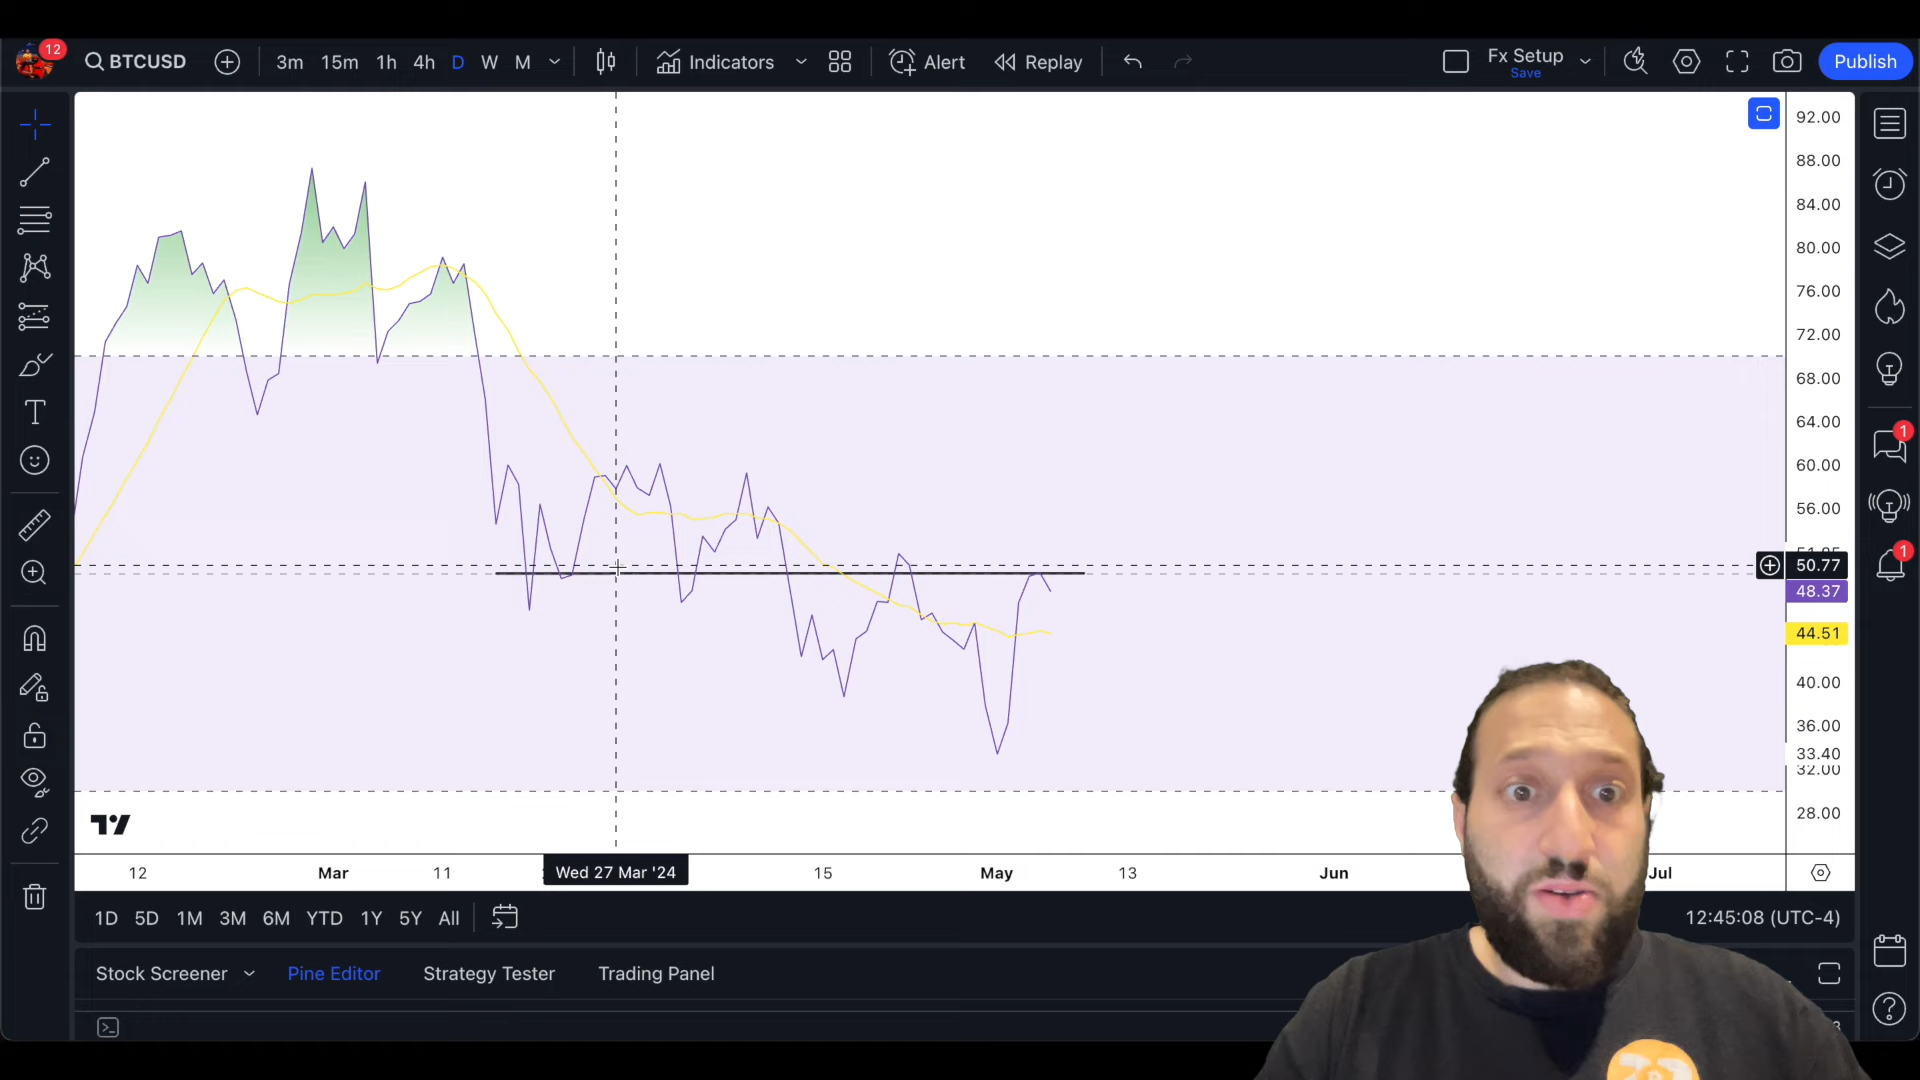 12
BTCUSD
3m 15m 1h 4h D W M
Indicators
Alert
Replay
Fx Setup
Save
Publish
92.00
88.00
84.00
80.00
76.00
72.00
68.00
64.00
60.00
56.00
50.77
48.37
44.51
40.00
36.00
33.40
32.00
28.00
1
1
12 Mar 11 Wed 27 Mar '24 15 May 13 Jun Jul
1D 5D 1M 3M 6M YTD 1Y 5Y All
12:45:08 (UTC-4)
Stock Screener Pine Editor Strategy Tester Trading Panel